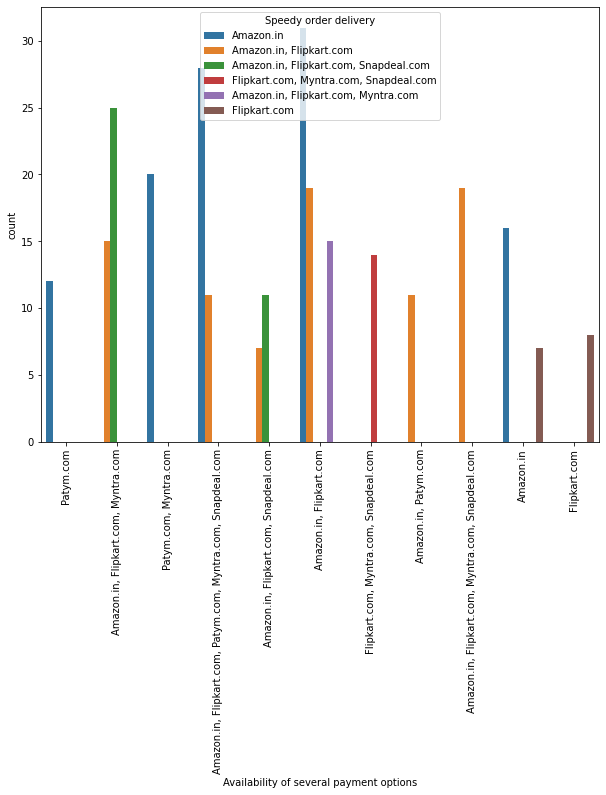 Speedy order delivery
Amazon.in
Amazon.in, Flipkart.com
Amazon.in, Flipkart.com, Snapdeal.com
Flipkart.com, Myntra.com, Snapdeal.com
Amazon.in, Flipkart.com, Myntra.com
Flipkart.com
30
25
20
15
10
5
0
count
Patym.com
Amazon.in, Flipkart.com, Myntra.com
Patym.com, Myntra.com
Amazon.in, Flipkart.com, Patym.com, Myntra.com, Snapdeal.com
Amazon.in, Flipkart.com, Snapdeal.com
Amazon.in, Flipkart.com
Flipkart.com, Myntra.com, Snapdeal.com
Amazon.in, Patym.com
Amazon.in, Flipkart.com, Myntra.com, Snapdeal.com
Amazon.in
Flipkart.com
Availability of several payment options